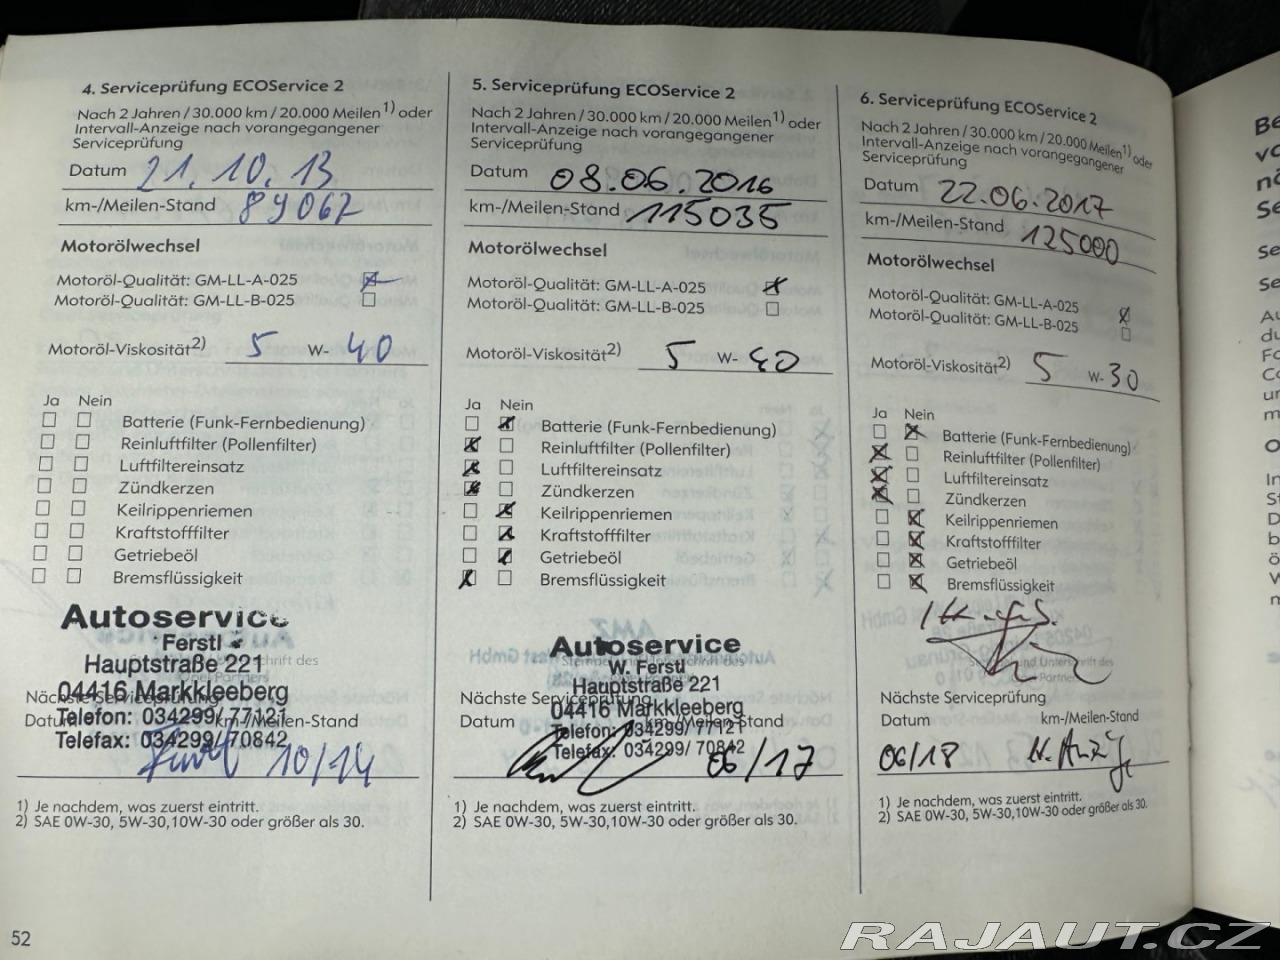 4. Serviceprüfung ECOService 2
Nach 2 Jahren / 30.000 km / 20.000 Meilen1) oder
Intervall-Anzeige nach vorangegangener
Serviceprüfung
Datum 21.10.13
km-/Meilen-Stand 89067
Motorölwechsel
Motoröl-Qualität: GM-LL-A-025
Motoröl-Qualität: GM-LL-B-025
Motoröl-Viskosität2) 5 W- 40
Ja Nein
Batterie (Funk-Fernbedienung)
Reinluftfilter (Pollenfilter)
Luftfiltereinsatz
Zündkerzen
Keilrippenriemen
Kraftstofffilter
Getriebeöl
Bremsflüssigkeit
Autoservice
Ferstl
Hauptstraße 221
04416 Markkleeberg
Nächste Serviceprüfung
Telefon: 034299/77121
Datum km-/Meilen-Stand
Telefax: 034299/70842
10/14
1) Je nachdem, was zuerst eintritt.
2) SAE 0W-30, 5W-30,10W-30 oder größer als 30.
52
5. Serviceprüfung ECOService 2
Nach 2 Jahren / 30.000 km / 20.000 Meilen1) oder
Intervall-Anzeige nach vorangegangener
Serviceprüfung
Datum 08.06.2016
km-/Meilen-Stand 115035
Motorölwechsel
Motoröl-Qualität: GM-LL-A-025
Motoröl-Qualität: GM-LL-B-025
Motoröl-Viskosität2) 5 W- 40
Ja Nein
Batterie (Funk-Fernbedienung)
Reinluftfilter (Pollenfilter)
Luftfiltereinsatz
Zündkerzen
Keilrippenriemen
Kraftstofffilter
Getriebeöl
Bremsflüssigkeit
Autoservice
W. Ferstl
Hauptstraße 221
Nächste Serviceprüfung
04416 Markkleeberg
Datum km-/Meilen-Stand
Telefon: 034299/77121
Telefax: 034299/70842
06/17
1) Je nachdem, was zuerst eintritt.
2) SAE 0W-30, 5W-30,10W-30 oder größer als 30.
6. Serviceprüfung ECOService 2
Nach 2 Jahren / 30.000 km / 20.000 Meilen1) oder
Intervall-Anzeige nach vorangegangener
Serviceprüfung
Datum 22.06.2017
km-/Meilen-Stand 125000
Motorölwechsel
Motoröl-Qualität: GM-LL-A-025
Motoröl-Qualität: GM-LL-B-025
Motoröl-Viskosität2) 5 W- 30
Ja Nein
Batterie (Funk-Fernbedienung)
Reinluftfilter (Pollenfilter)
Luftfiltereinsatz
Zündkerzen
Keilrippenriemen
Kraftstofffilter
Getriebeöl
Bremsflüssigkeit
Nächste Serviceprüfung
Datum km-/Meilen-Stand
06/18
1) Je nachdem, was zuerst eintritt.
2) SAE 0W-30, 5W-30,10W-30 oder größer als 30.
RAJAUT.CZ